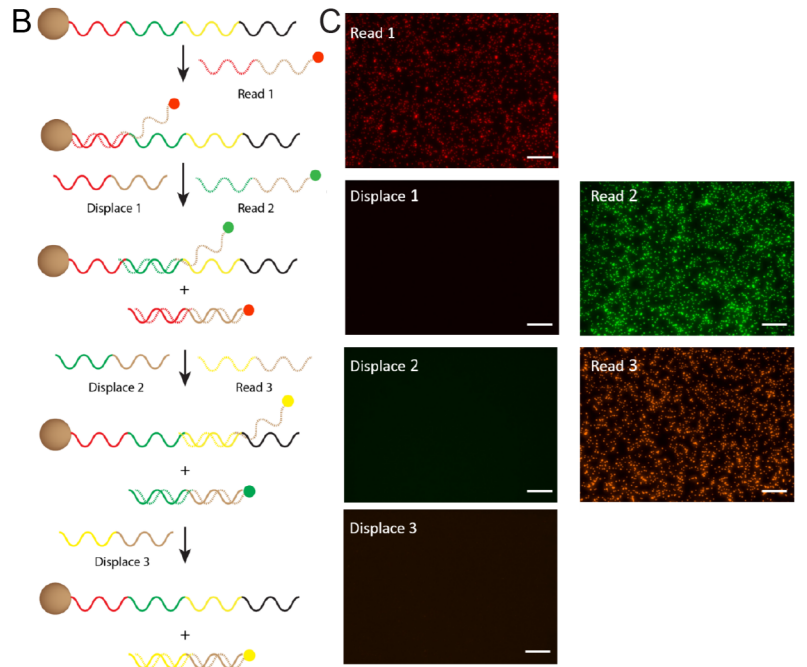 B
Read 1
Displace 1
Read 2
+
Displace 2
Read 3
+
Displace 3
+
C
Read 1
Displace 1
Read 2
Displace 2
Read 3
Displace 3